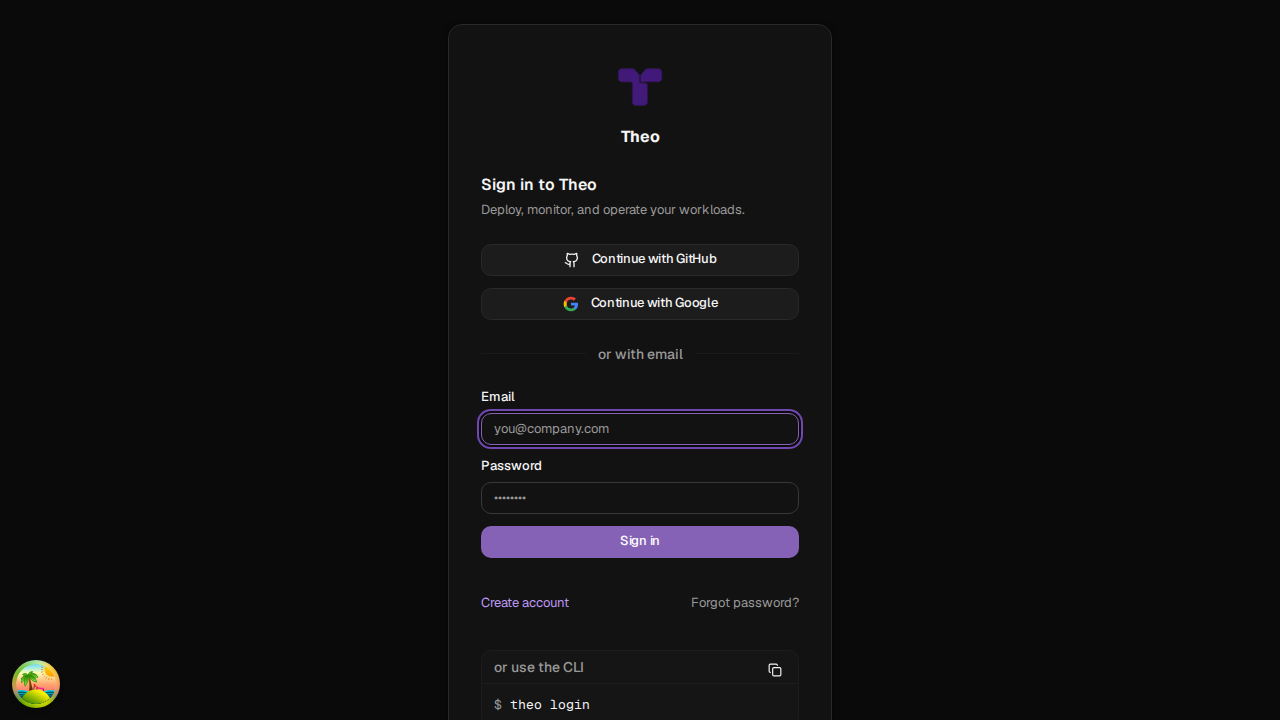 Theo
Sign in to Theo
Deploy, monitor, and operate your workloads.
Continue with GitHub
Continue with Google
or with email
Email
you@company.com
Password
••••••••
Sign in
Create account
Forgot password?
or use the CLI
$ theo login